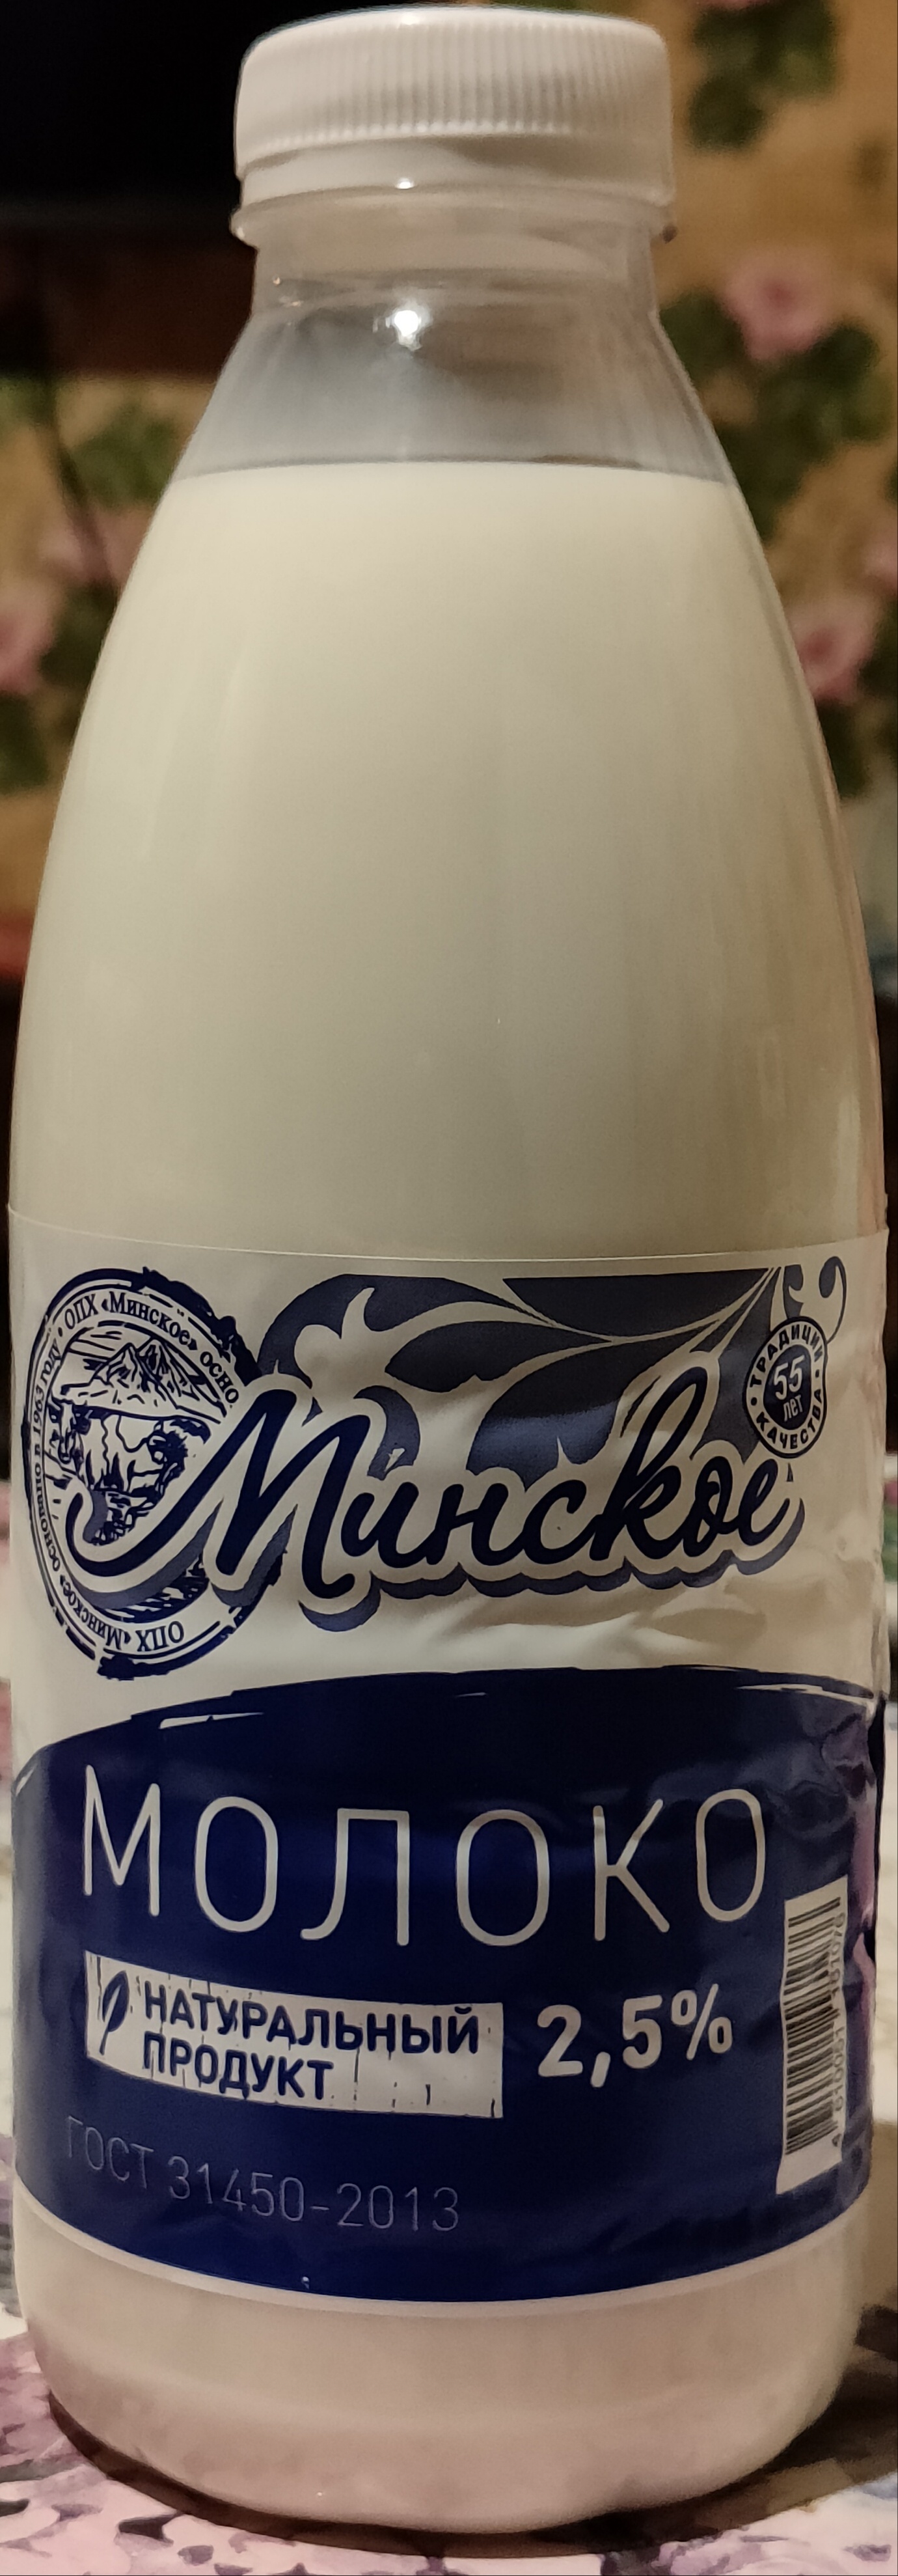 ОПХ «Минское» осно
основано в 1963 году •
ОПХ «Минское»
Минское
ТРАДИЦИИ
55
лет
КАЧЕСТВА
МОЛОКО
НАТУРАЛЬНЫЙ
ПРОДУКТ
2,5%
ГОСТ 31450-2013